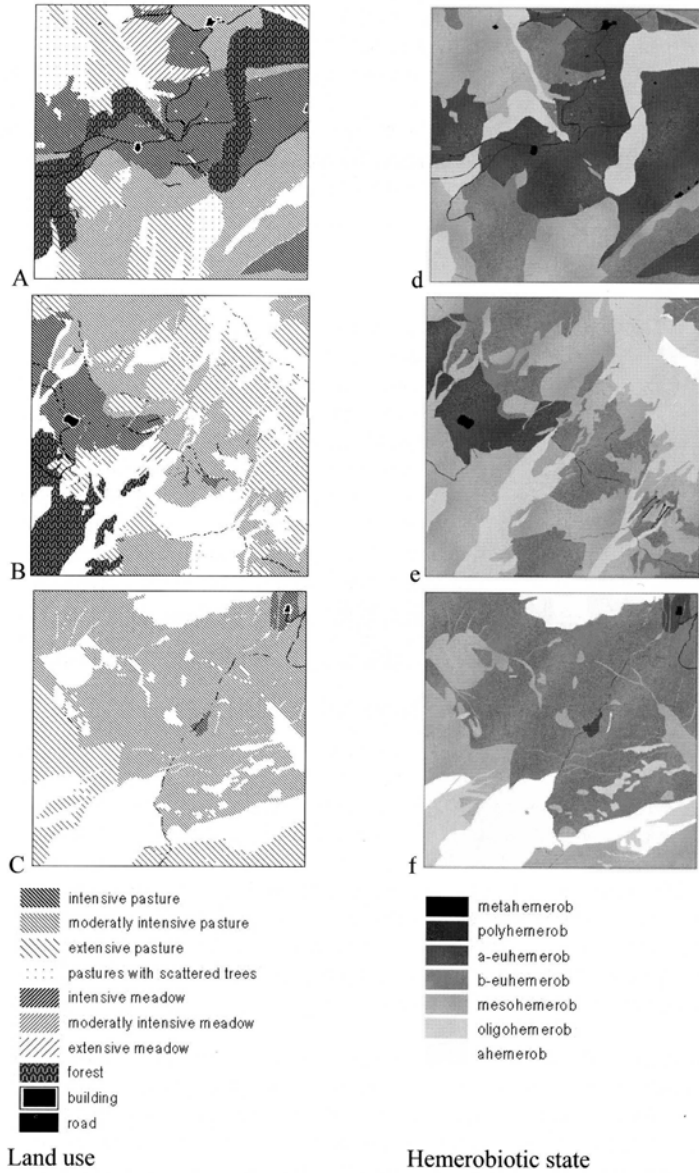 A
d
B
e
C
f
intensive pasture
moderatly intensive pasture
extensive pasture
pastures with scattered trees
intensive meadow
moderatly intensive meadow
extensive meadow
forest
building
road
Land use
metahemerob
polyhemerob
a-euhemerob
b-euhemerob
mesohemerob
oligohemerob
ahemerob
Hemerobiotic state